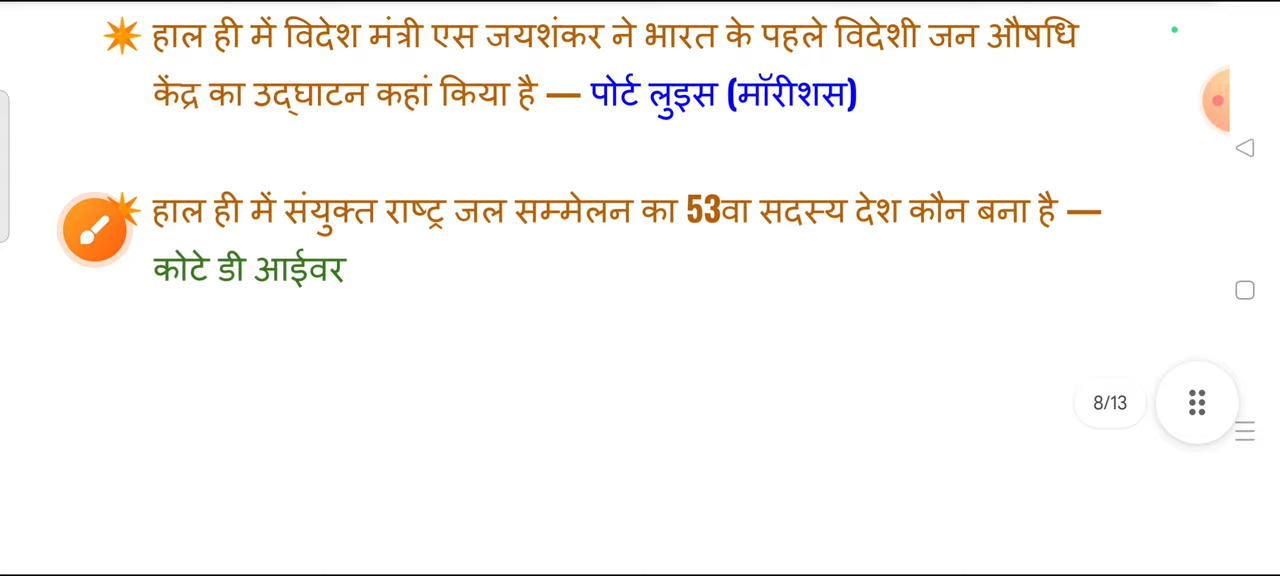 हाल ही में विदेश मंत्री एस जयशंकर ने भारत के पहले विदेशी जन औषधि
केंद्र का उद्घाटन कहां किया है — पोर्ट लुइस (मॉरीशस)
हाल ही में संयुक्त राष्ट्र जल सम्मेलन का 53वा सदस्य देश कौन बना है —
कोटे डी आईवर
8/13